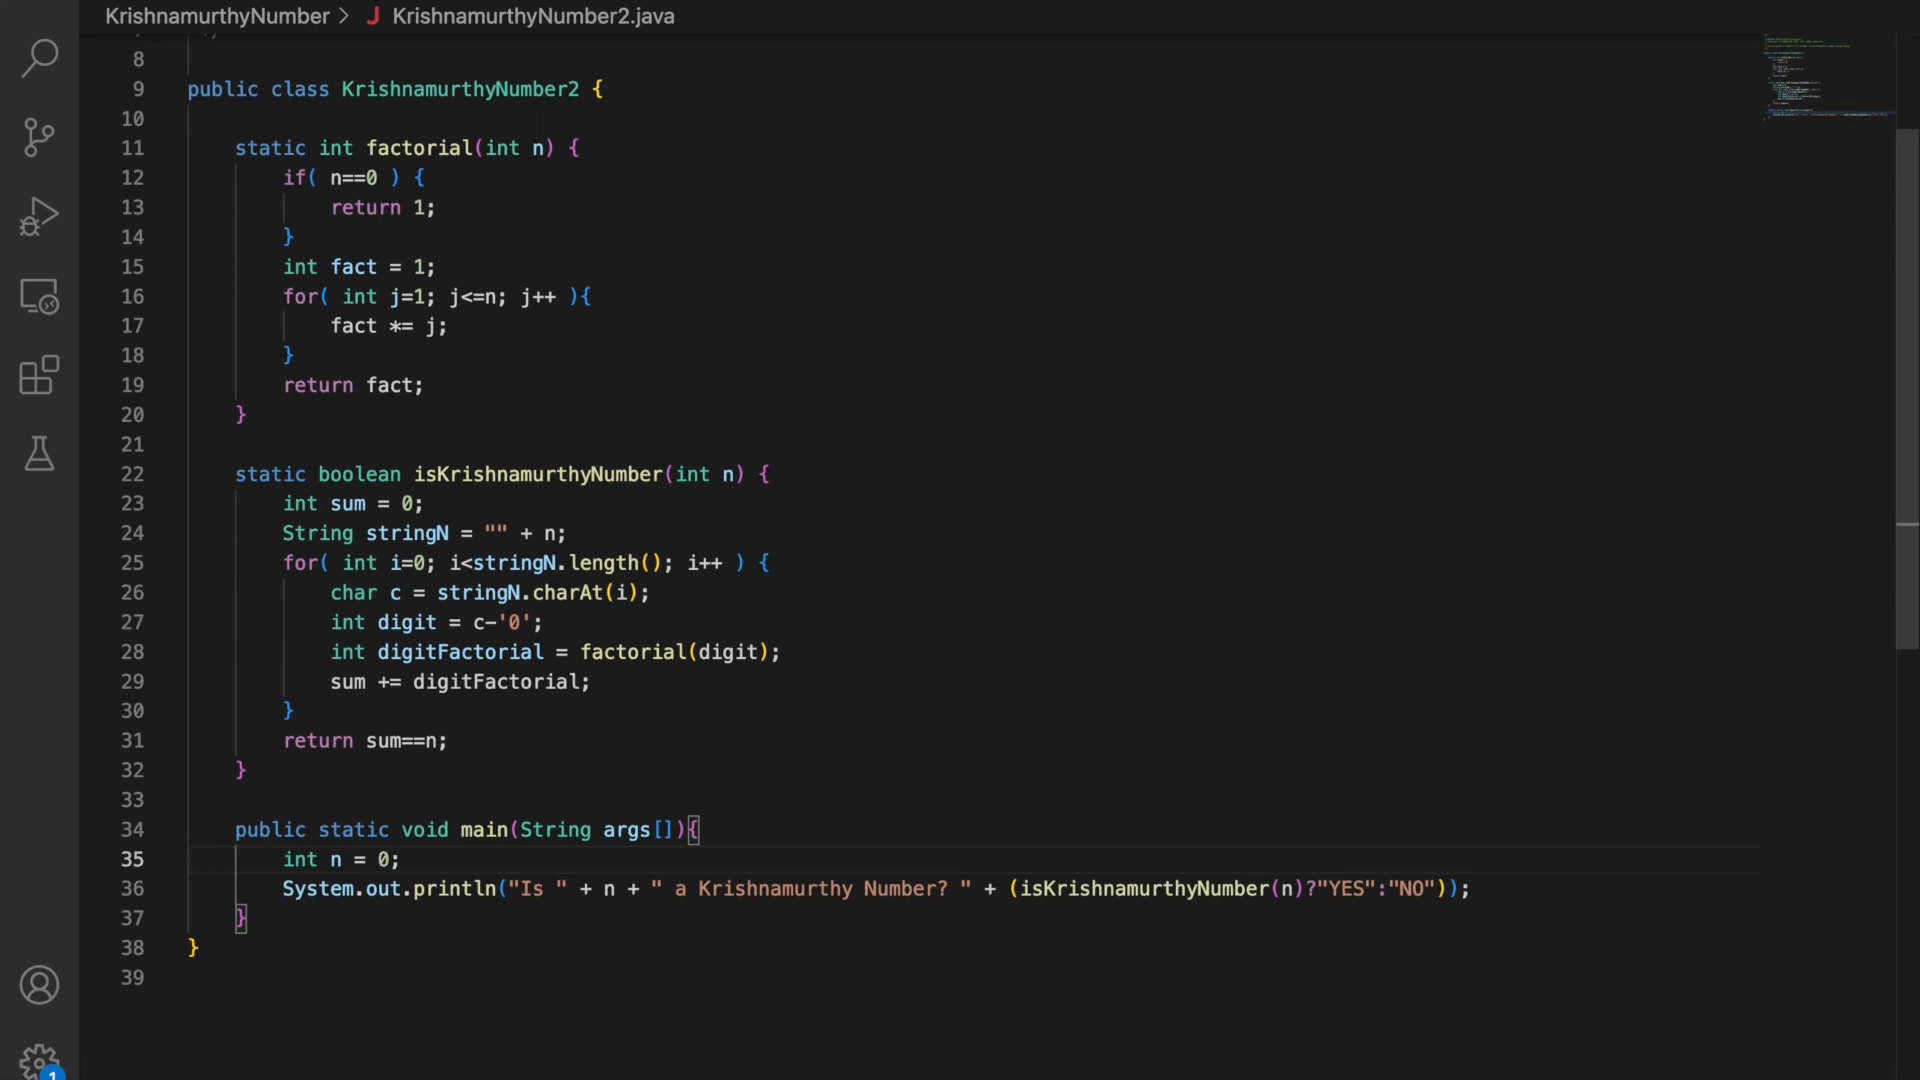 KrishnamurthyNumber > J KrishnamurthyNumber2.java
8
9 public class KrishnamurthyNumber2 {
10
11 static int factorial(int n) {
12 if( n==0 ) {
13 return 1;
14 }
15 int fact = 1;
16 for( int j=1; j<=n; j++ ){
17 fact *= j;
18 }
19 return fact;
20 }
21
22 static boolean isKrishnamurthyNumber(int n) {
23 int sum = 0;
24 String stringN = "" + n;
25 for( int i=0; i<stringN.length(); i++ ) {
26 char c = stringN.charAt(i);
27 int digit = c-'0';
28 int digitFactorial = factorial(digit);
29 sum += digitFactorial;
30 }
31 return sum==n;
32 }
33
34 public static void main(String args[]){
35 int n = 0;
36 System.out.println("Is " + n + " a Krishnamurthy Number? " + (isKrishnamurthyNumber(n)?"YES":"NO"));
37 }
38 }
39
1